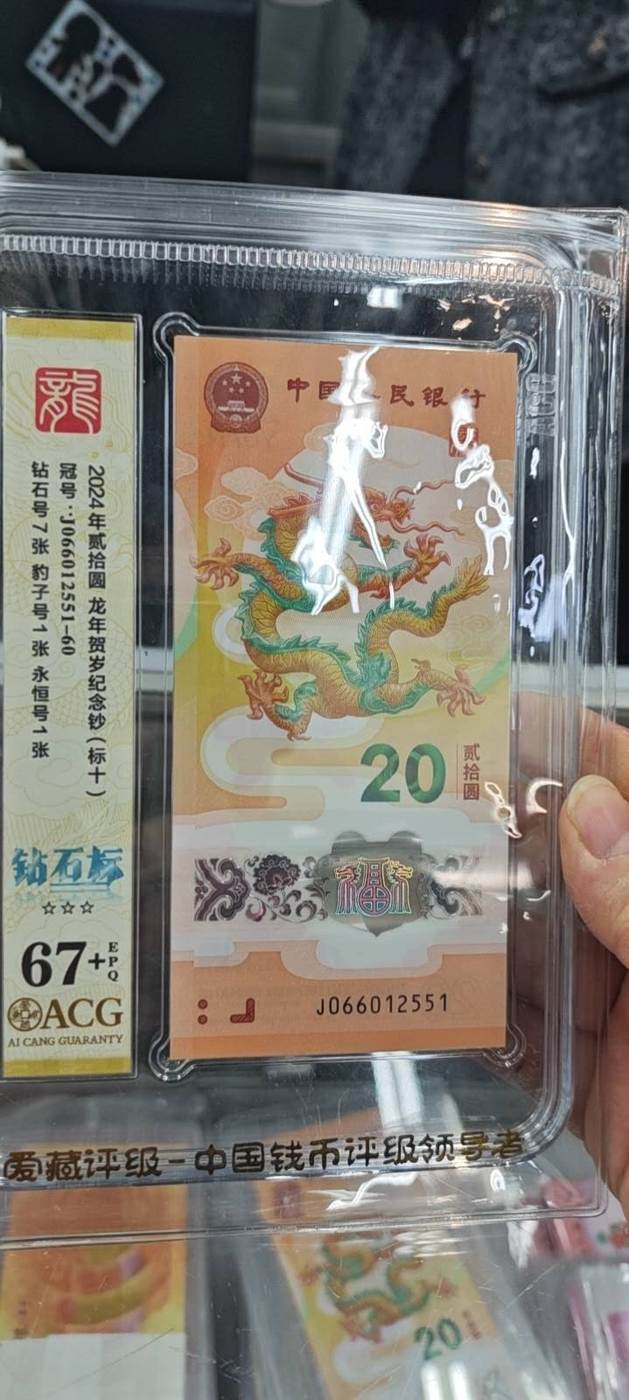 龍
2024年贰拾圆 龙年贺岁纪念钞(标十)
冠号:J066012551-60
钻石号7张 豹子号1张 永恒号1张
钻石标
☆☆☆
67+EPQ
ACG
AI CANG GUARANTY
中国人民银行
20
贰拾圆
福
J066012551
爱藏评级-中国钱币评级领导者
20